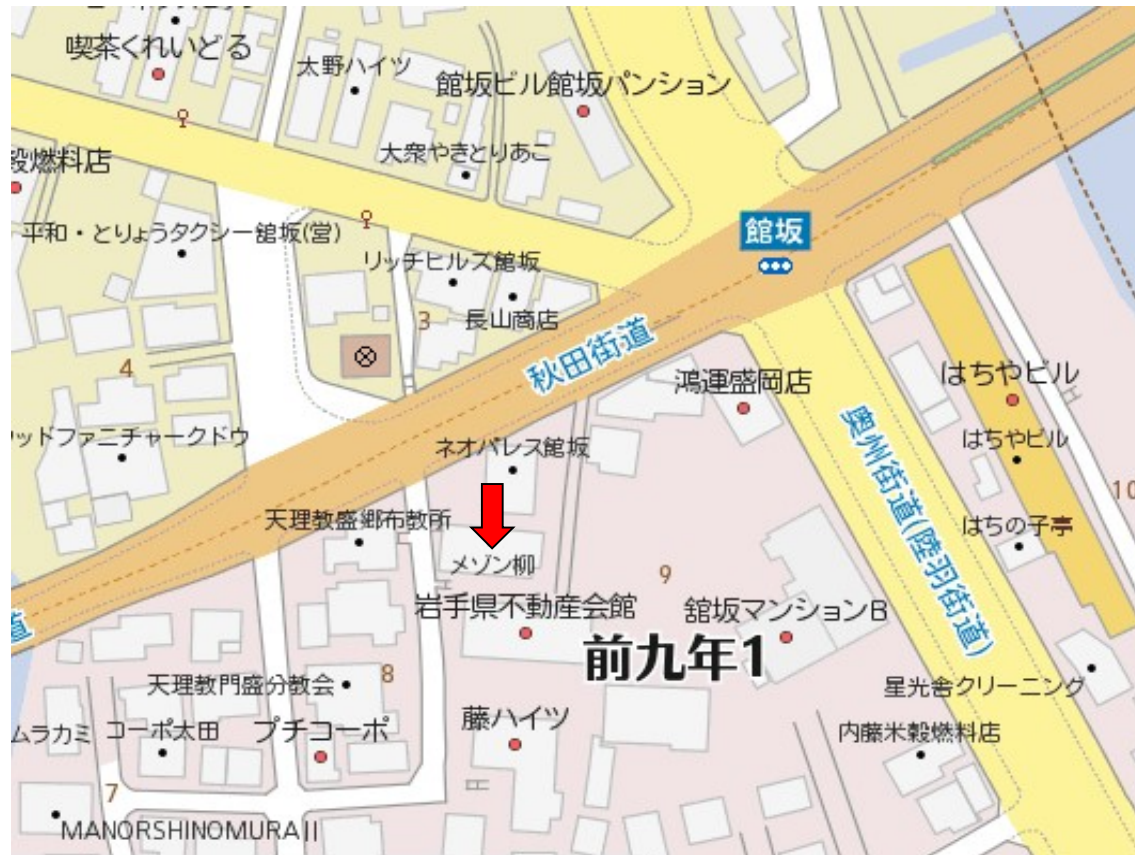 喫茶くれいどる
太野ハイツ
館坂ビル館坂パンション
大衆やきとりあこ
穀燃料店
平和・とりょうタクシー舘坂(営)
リッチヒルズ館坂
館坂
長山商店
3
4
秋田街道
鴻運盛岡店
はちやビル
ッドファニチャークドウ
ネオパレス館坂
はちやビル
奥州街道(陸羽街道)
10
天理教盛郷布教所
はちの子亭
メゾン柳
9
岩手県不動産会館
舘坂マンションB
道
前九年1
天理教門盛分教会
8
星光舎クリーニング
ムラカミ
コーポ太田
プチコーポ
藤ハイツ
内藤米穀燃料店
7
MANORSHINOMURAII